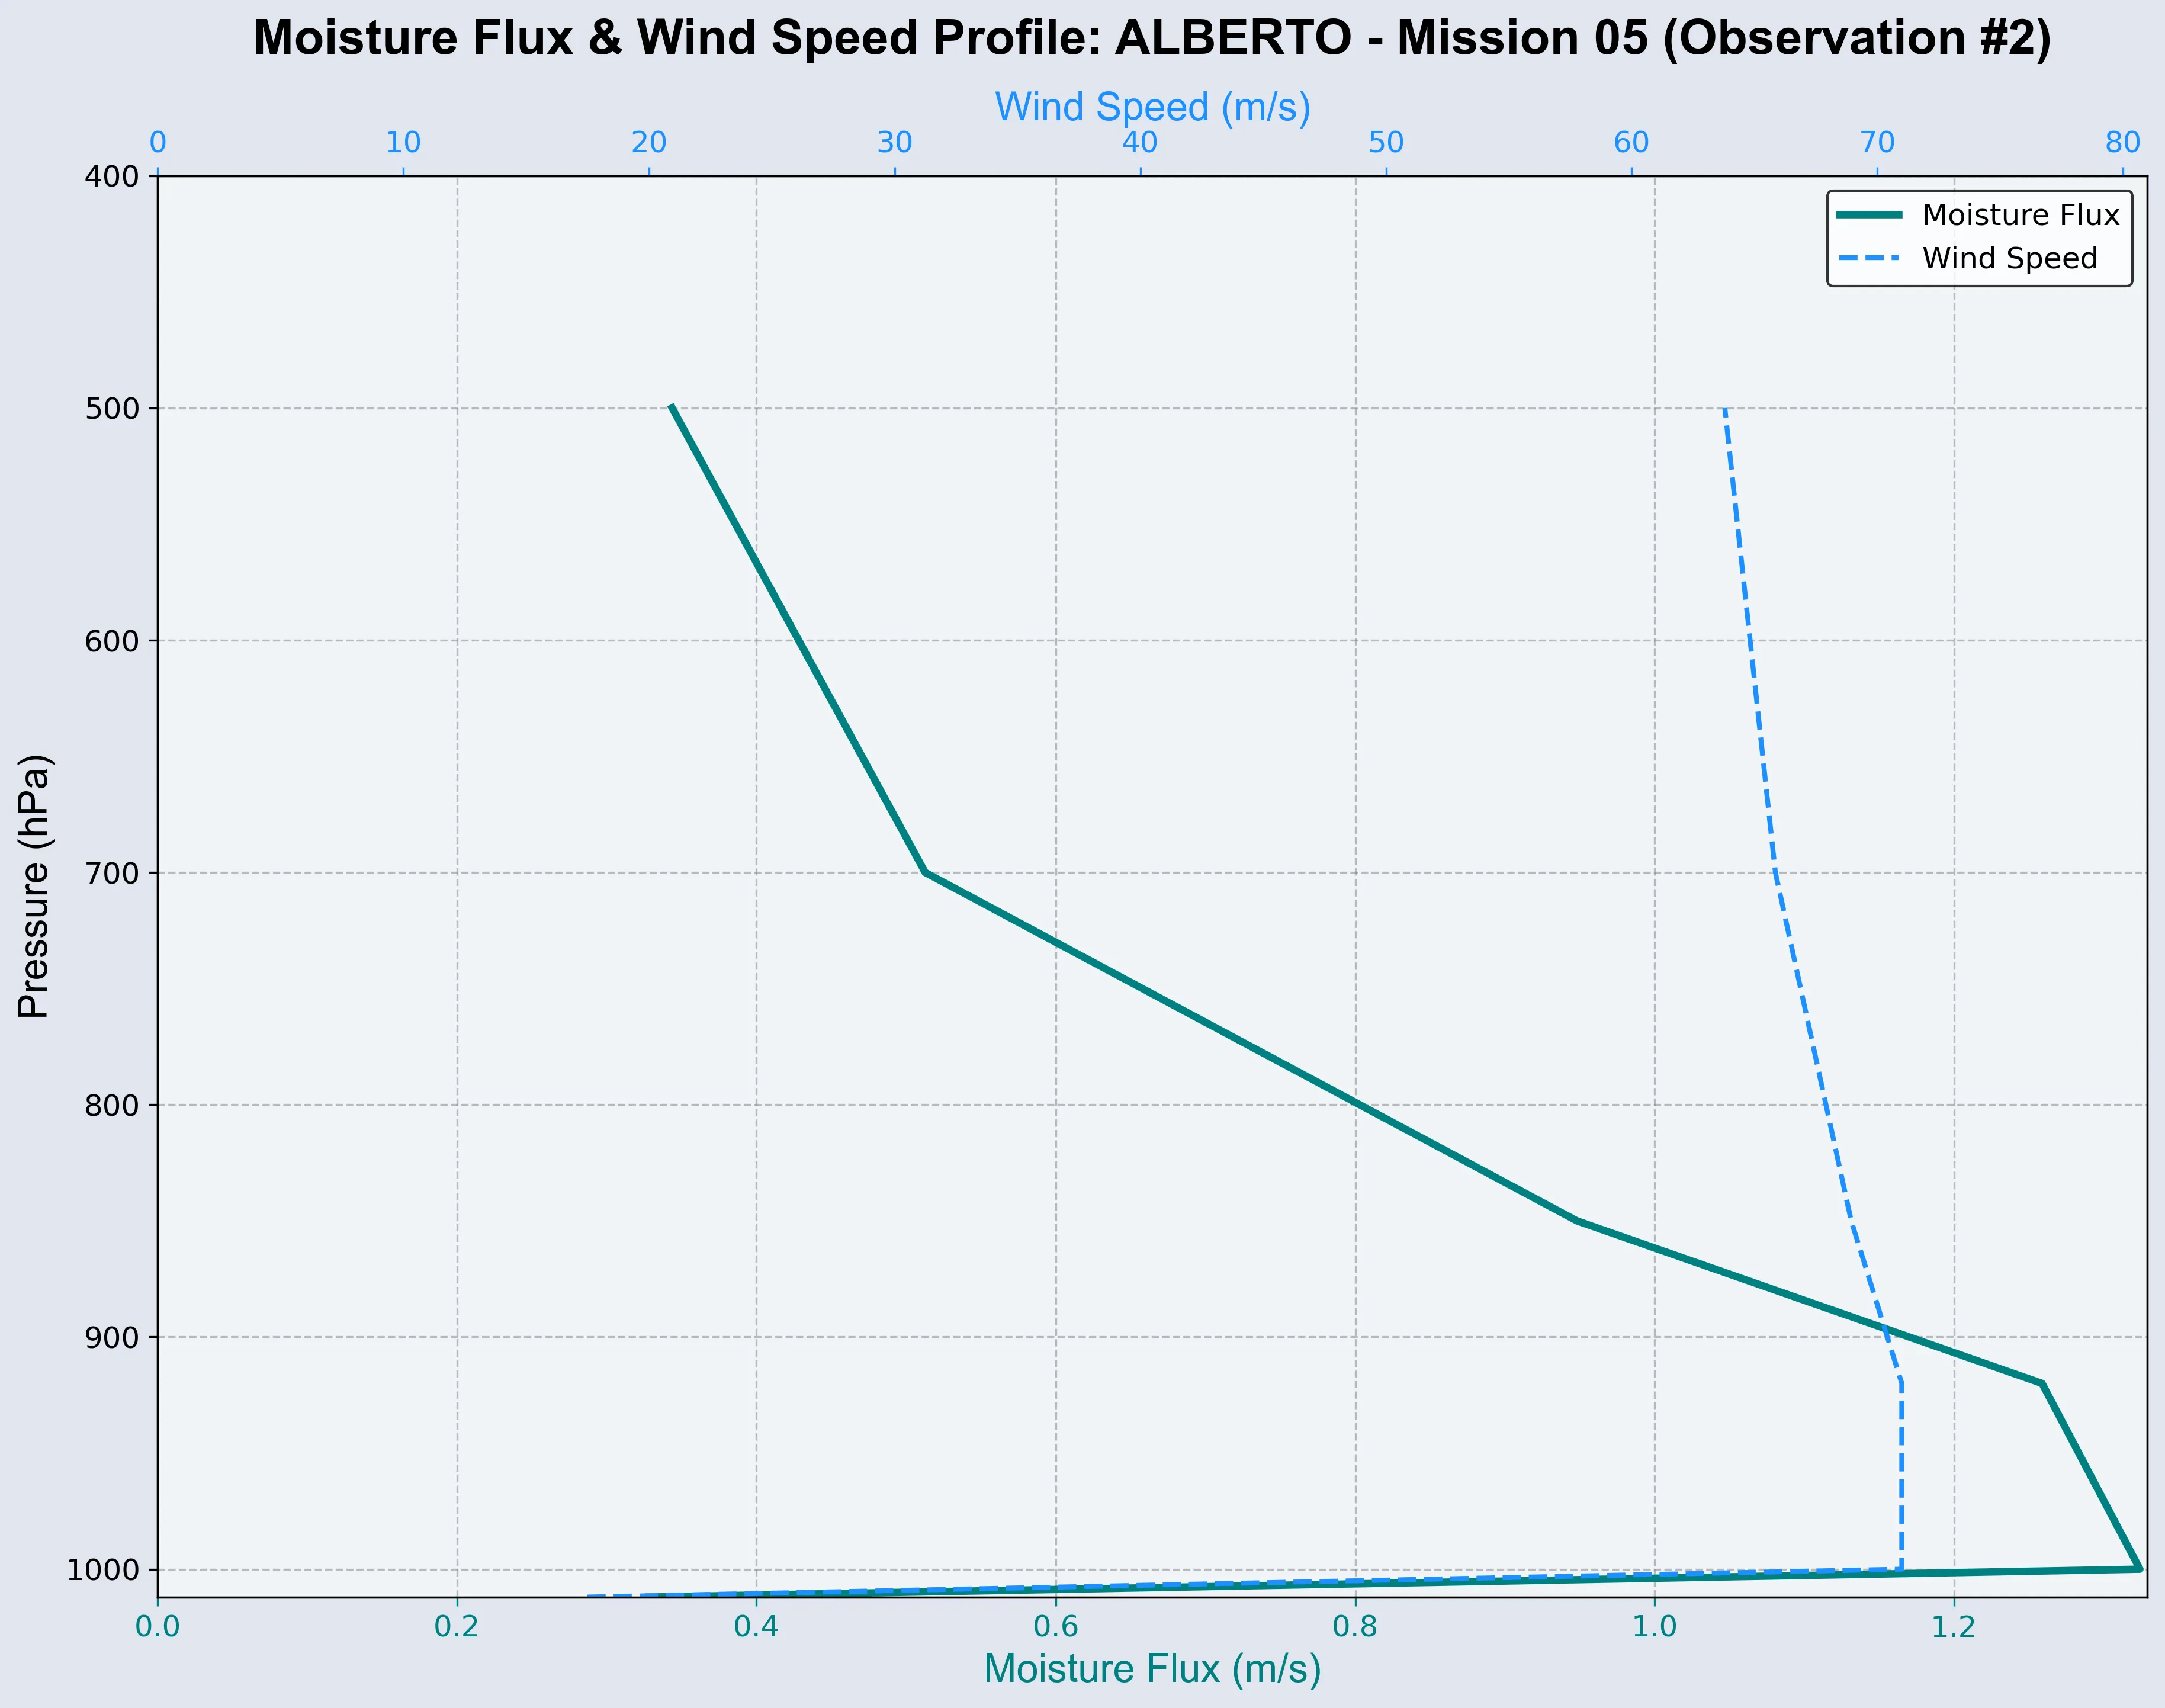 Moisture Flux & Wind Speed Profile: ALBERTO - Mission 05 (Observation #2)
Wind Speed (m/s)
0 10 20 30 40 50 60 70 80
Moisture Flux
Wind Speed
Pressure (hPa)
400
500
600
700
800
900
1000
0.0 0.2 0.4 0.6 0.8 1.0 1.2
Moisture Flux (m/s)